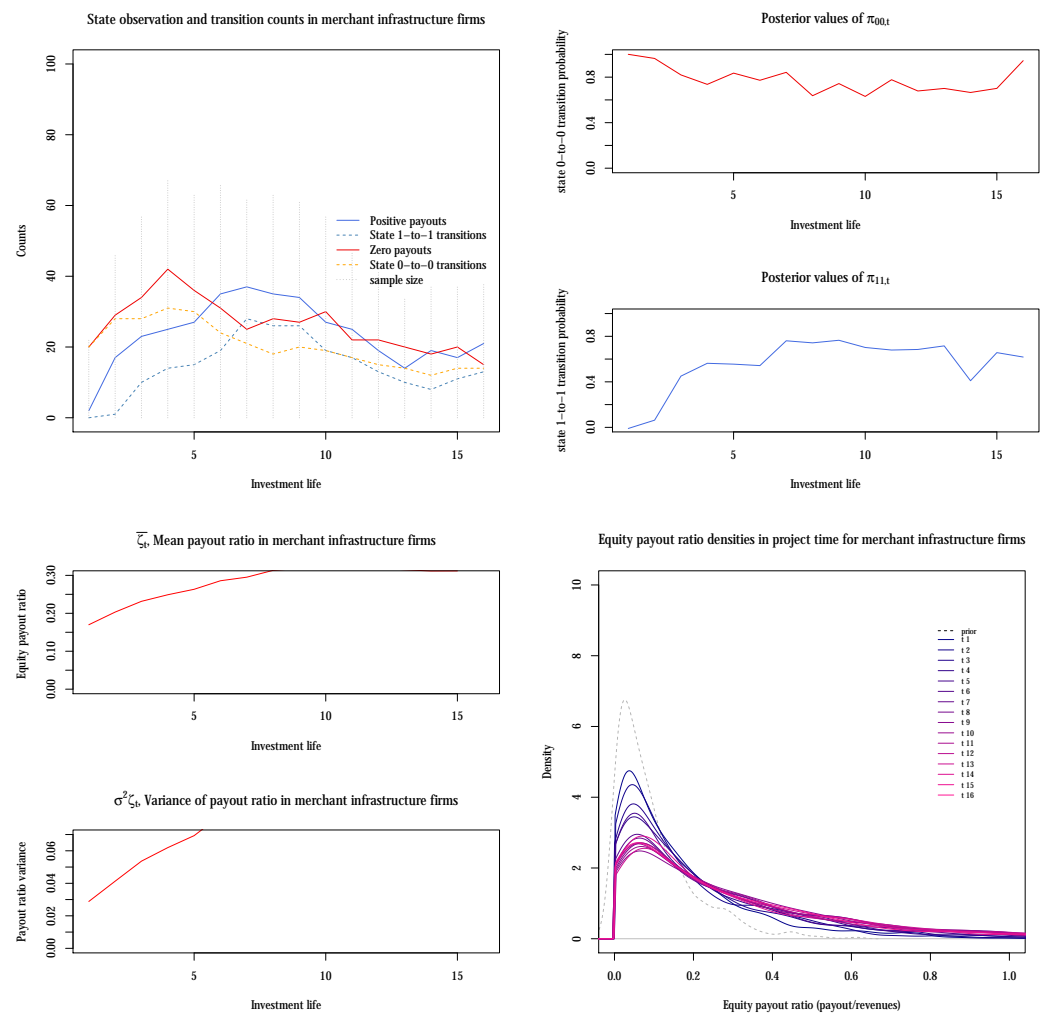 State observation and transition counts in merchant infrastructure firms
Counts
0
20
40
60
80
100
Positive payouts
State 1−to−1 transitions
Zero payouts
State 0−to−0 transitions
sample size
5
10
15
Investment life
Posterior values of π00,t
state 0−to−0 transition probability
0.0
0.4
0.8
5
10
15
Investment life
Posterior values of π11,t
state 1−to−1 transition probability
0.0
0.4
0.8
5
10
15
Investment life
ζt, Mean payout ratio in merchant infrastructure firms
Equity payout ratio
0.00
0.10
0.20
0.30
5
10
15
Investment life
σ²ζt, Variance of payout ratio in merchant infrastructure firms
Payout ratio variance
0.00
0.02
0.04
0.06
5
10
15
Investment life
Equity payout ratio densities in project time for merchant infrastructure firms
Density
0
2
4
6
8
10
prior
t 1
t 2
t 3
t 4
t 5
t 6
t 7
t 8
t 9
t 10
t 11
t 12
t 13
t 14
t 15
t 16
0.0
0.2
0.4
0.6
0.8
1.0
Equity payout ratio (payout/revenues)